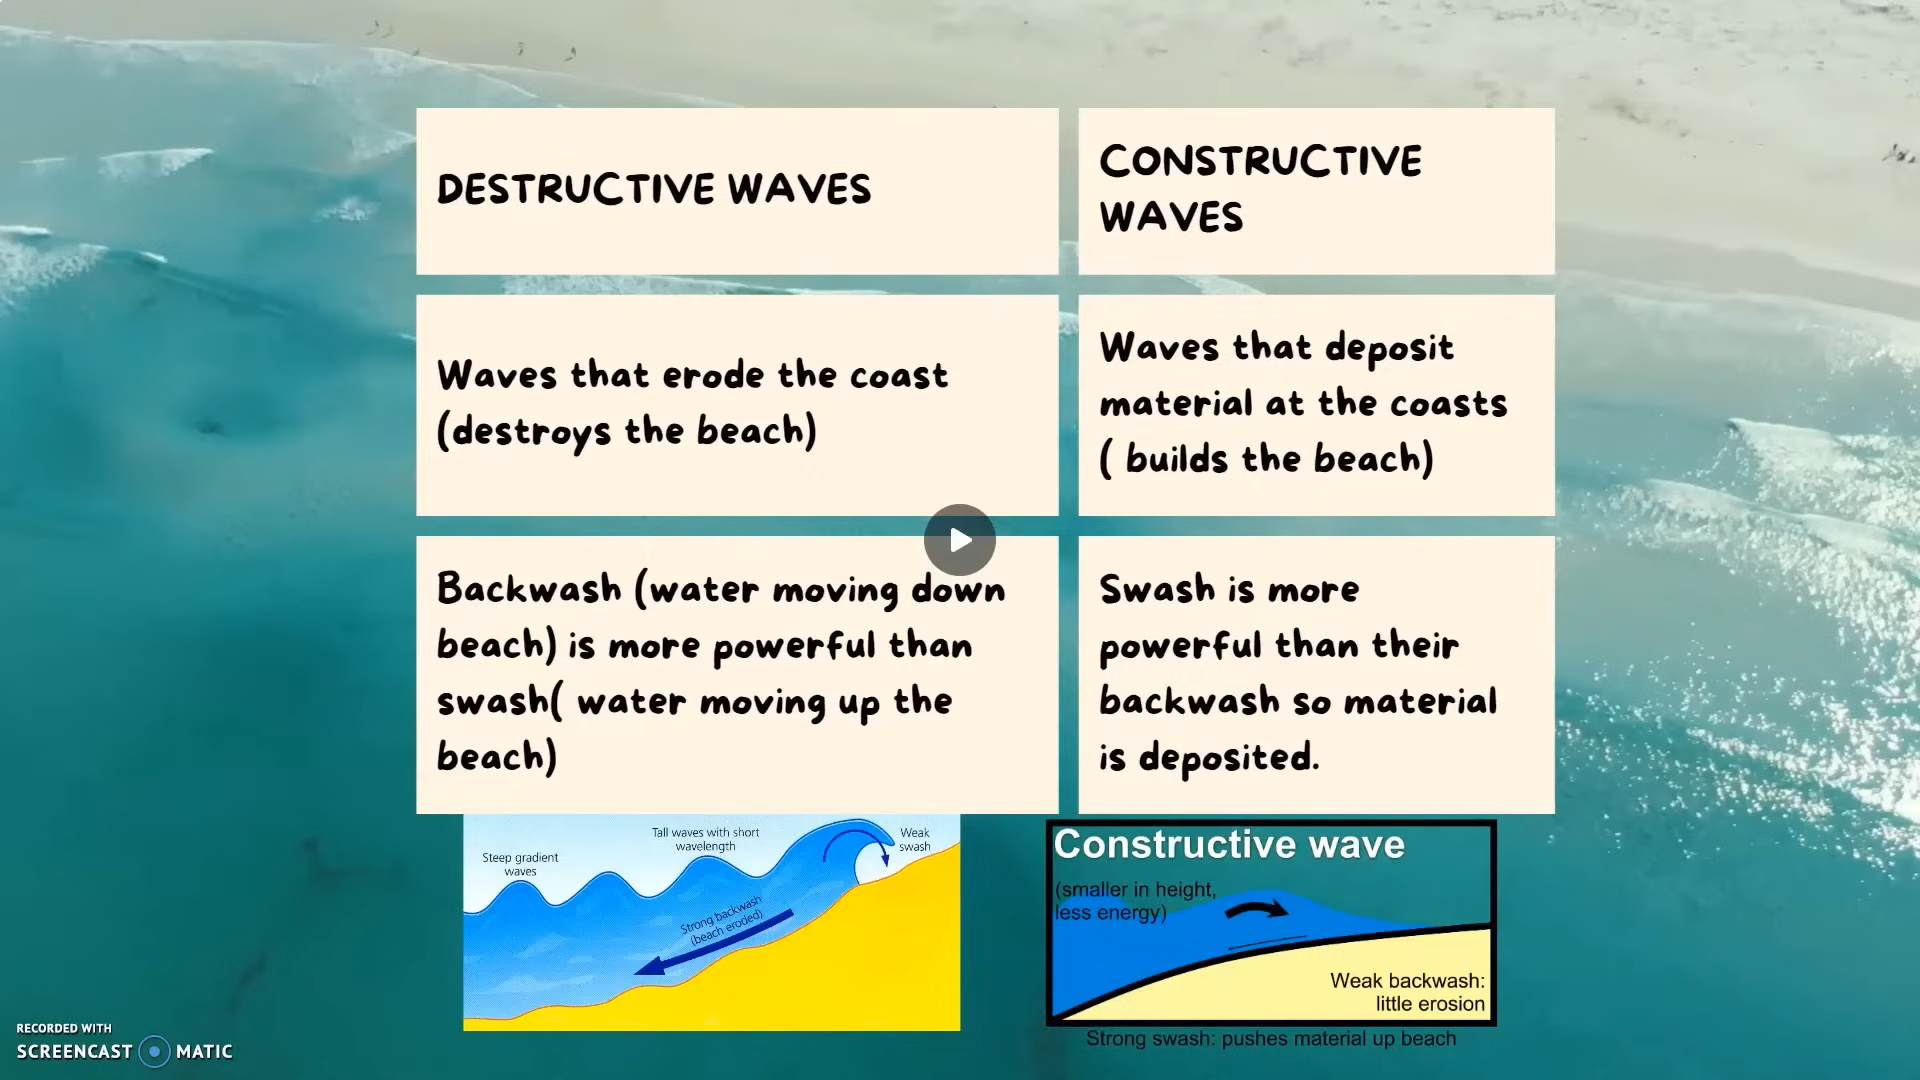 DESTRUCTIVE WAVES
CONSTRUCTIVE
WAVES
Waves that erode the coast
(destroys the beach)
Waves that deposit
material at the coasts
( builds the beach)
Backwash (water moving down
beach) is more powerful than
swash( water moving up the
beach)
Swash is more
powerful than their
backwash so material
is deposited.
Steep gradient
waves
Tall waves with short
wavelength
Weak
swash
Strong backwash
(beach eroded)
Constructive wave
(smaller in height,
less energy)
Weak backwash:
little erosion
Strong swash: pushes material up beach
RECORDED WITH
SCREENCAST MATIC